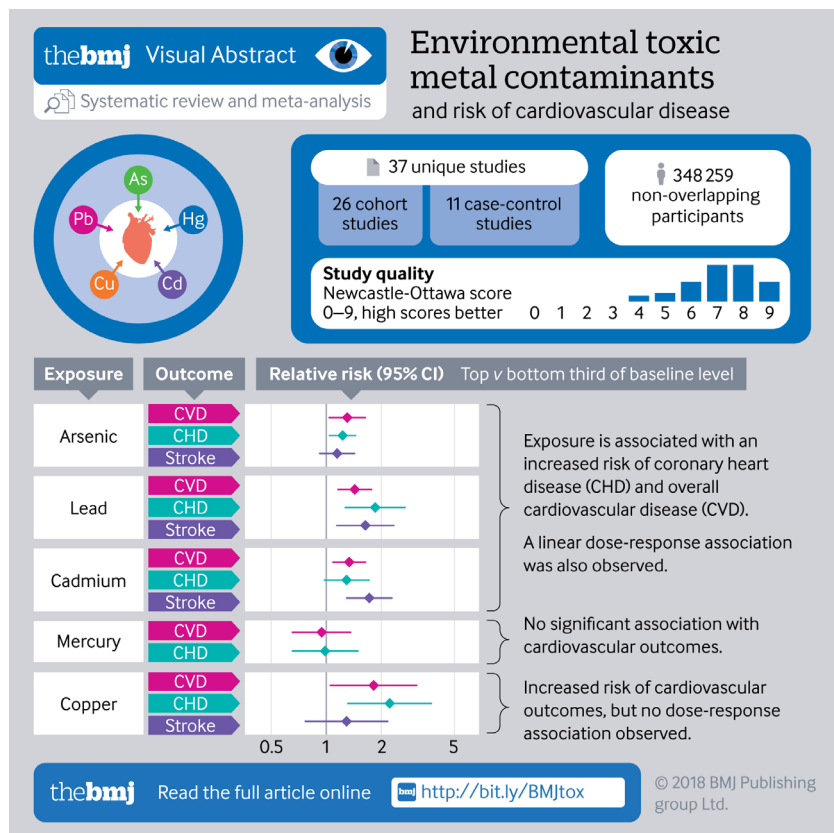 thebmj Visual Abstract
Systematic review and meta-analysis
Environmental toxic
metal contaminants
and risk of cardiovascular disease
As
Pb
Hg
Cu
Cd
37 unique studies
26 cohort
studies
11 case-control
studies
348 259
non-overlapping
participants
Study quality
Newcastle-Ottawa score
0–9, high scores better
0 1 2 3 4 5 6 7 8 9
Exposure
Outcome
Relative risk (95% CI) Top v bottom third of baseline level
Arsenic
CVD
CHD
Stroke
Lead
CVD
CHD
Stroke
Cadmium
CVD
CHD
Stroke
Exposure is associated with an
increased risk of coronary heart
disease (CHD) and overall
cardiovascular disease (CVD).
A linear dose-response association
was also observed.
Mercury
CVD
CHD
No significant association with
cardiovascular outcomes.
Copper
CVD
CHD
Stroke
Increased risk of cardiovascular
outcomes, but no dose-response
association observed.
0.5 1 2 5
thebmj Read the full article online
bmj http://bit.ly/BMJtox
© 2018 BMJ Publishing
group Ltd.